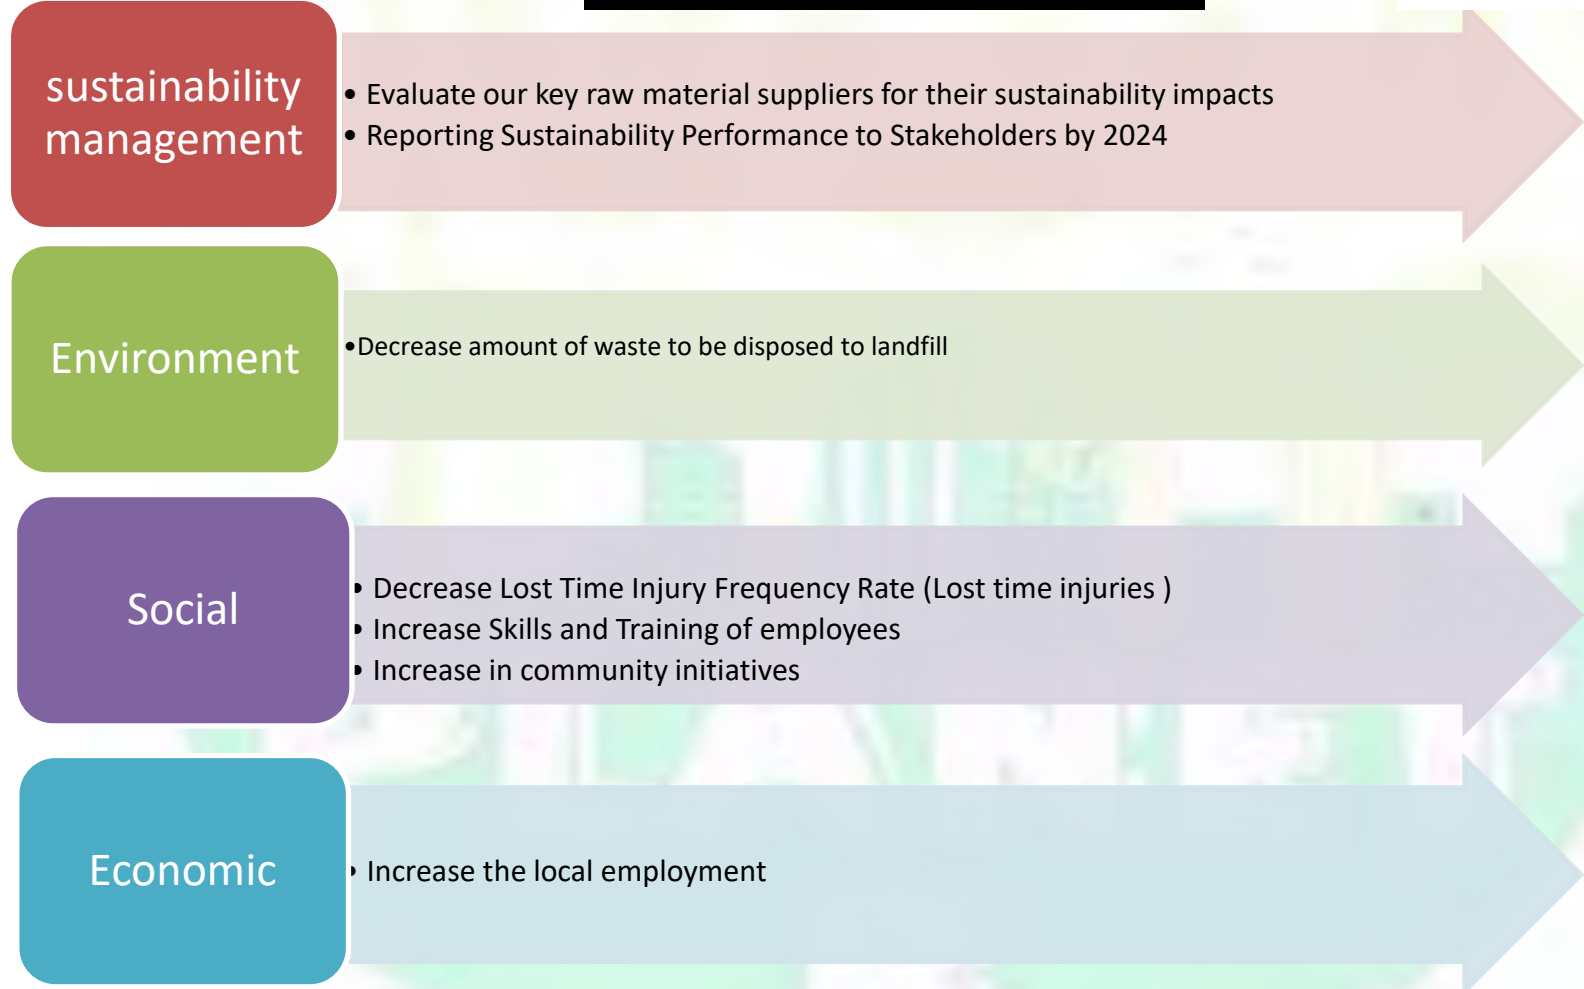 sustainability
management
• Evaluate our key raw material suppliers for their sustainability impacts
• Reporting Sustainability Performance to Stakeholders by 2024
Environment
•Decrease amount of waste to be disposed to landfill
Social
• Decrease Lost Time Injury Frequency Rate (Lost time injuries )
• Increase Skills and Training of employees
• Increase in community initiatives
Economic
• Increase the local employment